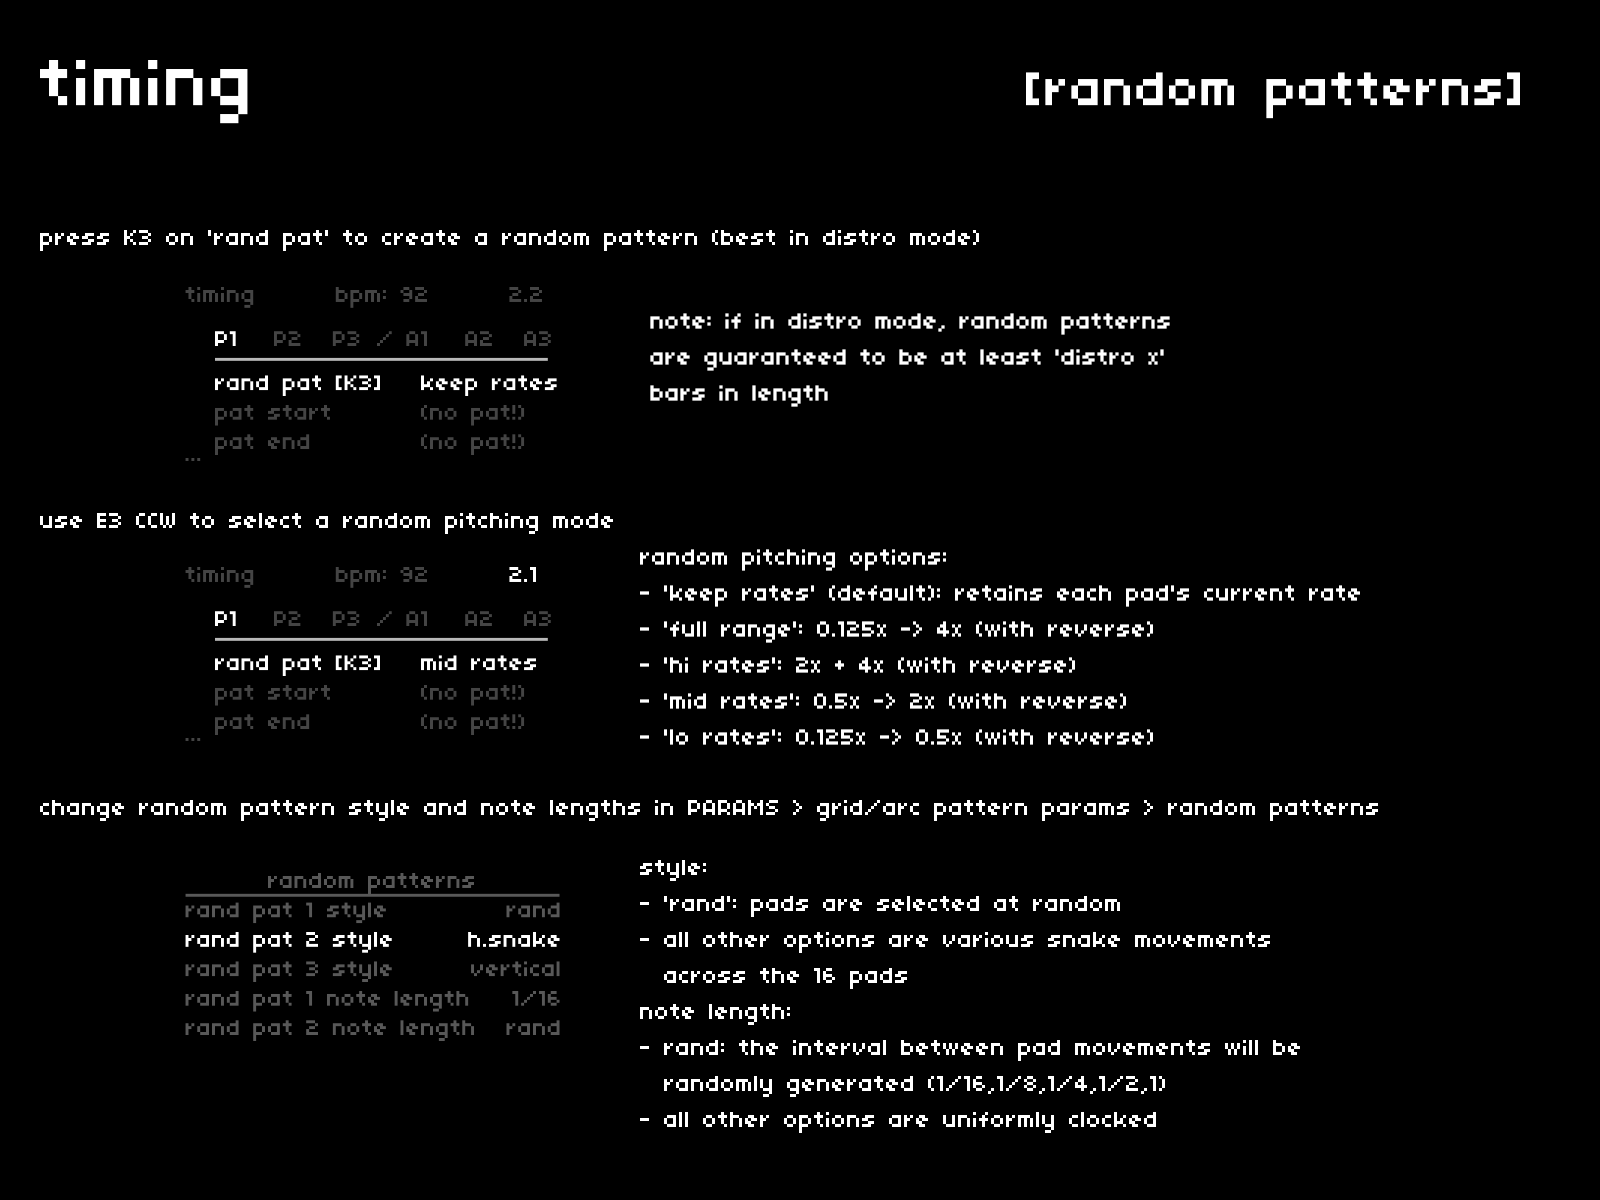 timing
[random patterns]
press K3 on 'rand pat' to create a random pattern (best in distro mode)
timing bpm: 92 2.2
P1 P2 P3 / A1 A2 A3
rand pat [K3] keep rates
pat start (no pat!)
pat end (no pat!)
...
note: if in distro mode, random patterns
are guaranteed to be at least 'distro x'
bars in length
use E3 CCW to select a random pitching mode
timing bpm: 92 2.1
P1 P2 P3 / A1 A2 A3
rand pat [K3] mid rates
pat start (no pat!)
pat end (no pat!)
...
random pitching options:
- 'keep rates' (default): retains each pad's current rate
- 'full range': 0.125x -> 4x (with reverse)
- 'hi rates': 2x + 4x (with reverse)
- 'mid rates': 0.5x -> 2x (with reverse)
- 'lo rates': 0.125x -> 0.5x (with reverse)
change random pattern style and note lengths in PARAMS > grid/arc pattern params > random patterns
random patterns
rand pat 1 style rand
rand pat 2 style h.snake
rand pat 3 style vertical
rand pat 1 note length 1/16
rand pat 2 note length rand
style:
- 'rand': pads are selected at random
- all other options are various snake movements
across the 16 pads
note length:
- rand: the interval between pad movements will be
randomly generated (1/16,1/8,1/4,1/2,1)
- all other options are uniformly clocked